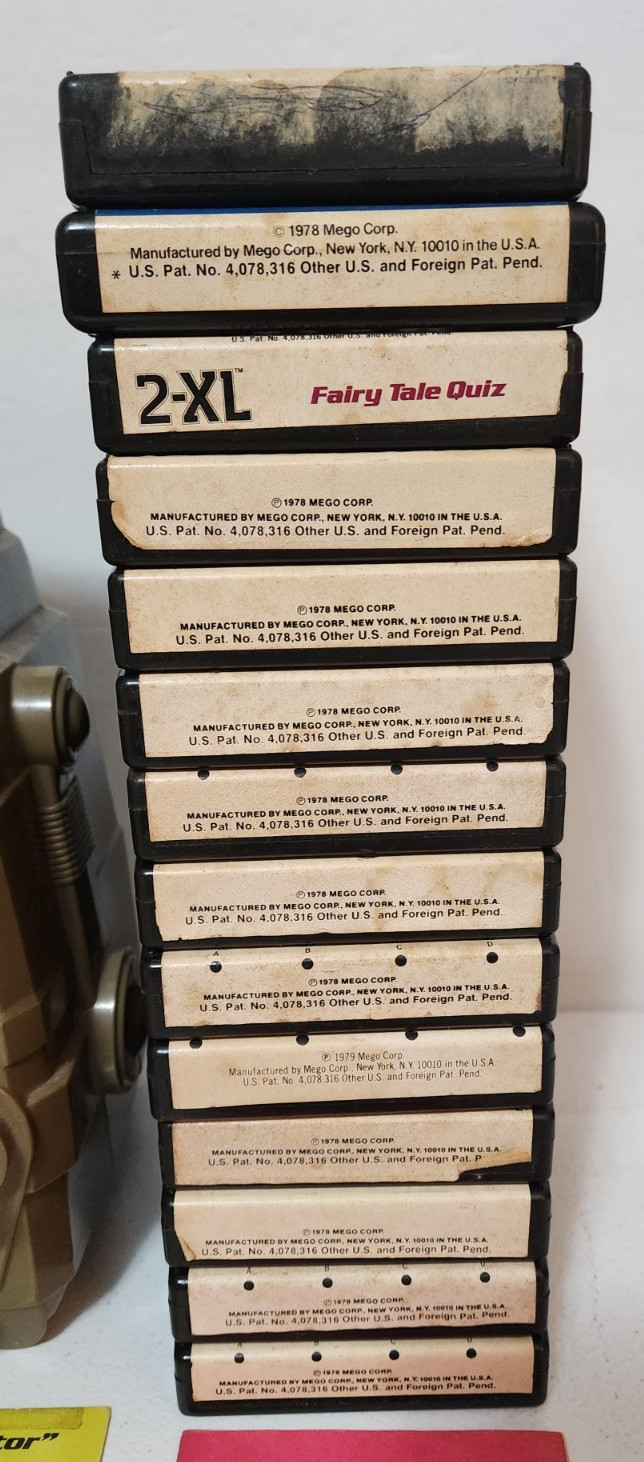 © 1978 Mego Corp.
Manufactured by Mego Corp., New York, N.Y. 10010 in the U.S.A.
* U.S. Pat. No. 4,078,316 Other U.S. and Foreign Pat. Pend.
U.S. Pat. No. 4,078,316 Other U.S. and Foreign Pat. Pend.
2-XL™ Fairy Tale Quiz
℗ 1978 MEGO CORP.
MANUFACTURED BY MEGO CORP., NEW YORK, N.Y. 10010 IN THE U.S.A.
U.S. Pat. No. 4,078,316 Other U.S. and Foreign Pat. Pend.
℗ 1978 MEGO CORP.
MANUFACTURED BY MEGO CORP., NEW YORK, N.Y. 10010 IN THE U.S.A.
U.S. Pat. No. 4,078,316 Other U.S. and Foreign Pat. Pend.
℗ 1978 MEGO CORP.
MANUFACTURED BY MEGO CORP., NEW YORK, N.Y. 10010 IN THE U.S.A.
U.S. Pat. No. 4,078,316 Other U.S. and Foreign Pat. Pend.
℗ 1978 MEGO CORP.
MANUFACTURED BY MEGO CORP., NEW YORK, N.Y. 10010 IN THE U.S.A.
U.S. Pat. No. 4,078,316 Other U.S. and Foreign Pat. Pend.
℗ 1978 MEGO CORP.
MANUFACTURED BY MEGO CORP., NEW YORK, N.Y. 10010 IN THE U.S.A.
U.S. Pat. No. 4,078,316 Other U.S. and Foreign Pat. Pend.
A B C D
℗ 1978 MEGO CORP.
MANUFACTURED BY MEGO CORP., NEW YORK, N.Y. 10010 IN THE U.S.A.
U.S. Pat. No. 4,078,316 Other U.S. and Foreign Pat. Pend.
℗ 1979 Mego Corp
Manufactured by Mego Corp., New York, N.Y. 10010 in the U.S.A.
U.S. Pat. No. 4,078,316 Other U.S. and Foreign Pat. Pend.
℗ 1978 MEGO CORP.
MANUFACTURED BY MEGO CORP., NEW YORK, N.Y. 10010 IN THE U.S.A.
U.S. Pat. No. 4,078,316 Other U.S. and Foreign Pat. P
℗ 1978 MEGO CORP.
MANUFACTURED BY MEGO CORP., NEW YORK, N.Y. 10010 IN THE U.S.A.
U.S. Pat. No. 4,078,316 Other U.S. and Foreign Pat. Pend.
A B C D
℗ 1978 MEGO CORP.
MANUFACTURED BY MEGO CORP., NEW YORK, N.Y. 10010 IN THE U.S.A.
U.S. Pat. No. 4,078,316 Other U.S. and Foreign Pat. Pend.
A B C D
℗ 1978 MEGO CORP.
MANUFACTURED BY MEGO CORP., NEW YORK, N.Y. 10010 IN THE U.S.A.
U.S. Pat. No. 4,078,316 Other U.S. and Foreign Pat. Pend.
tor”